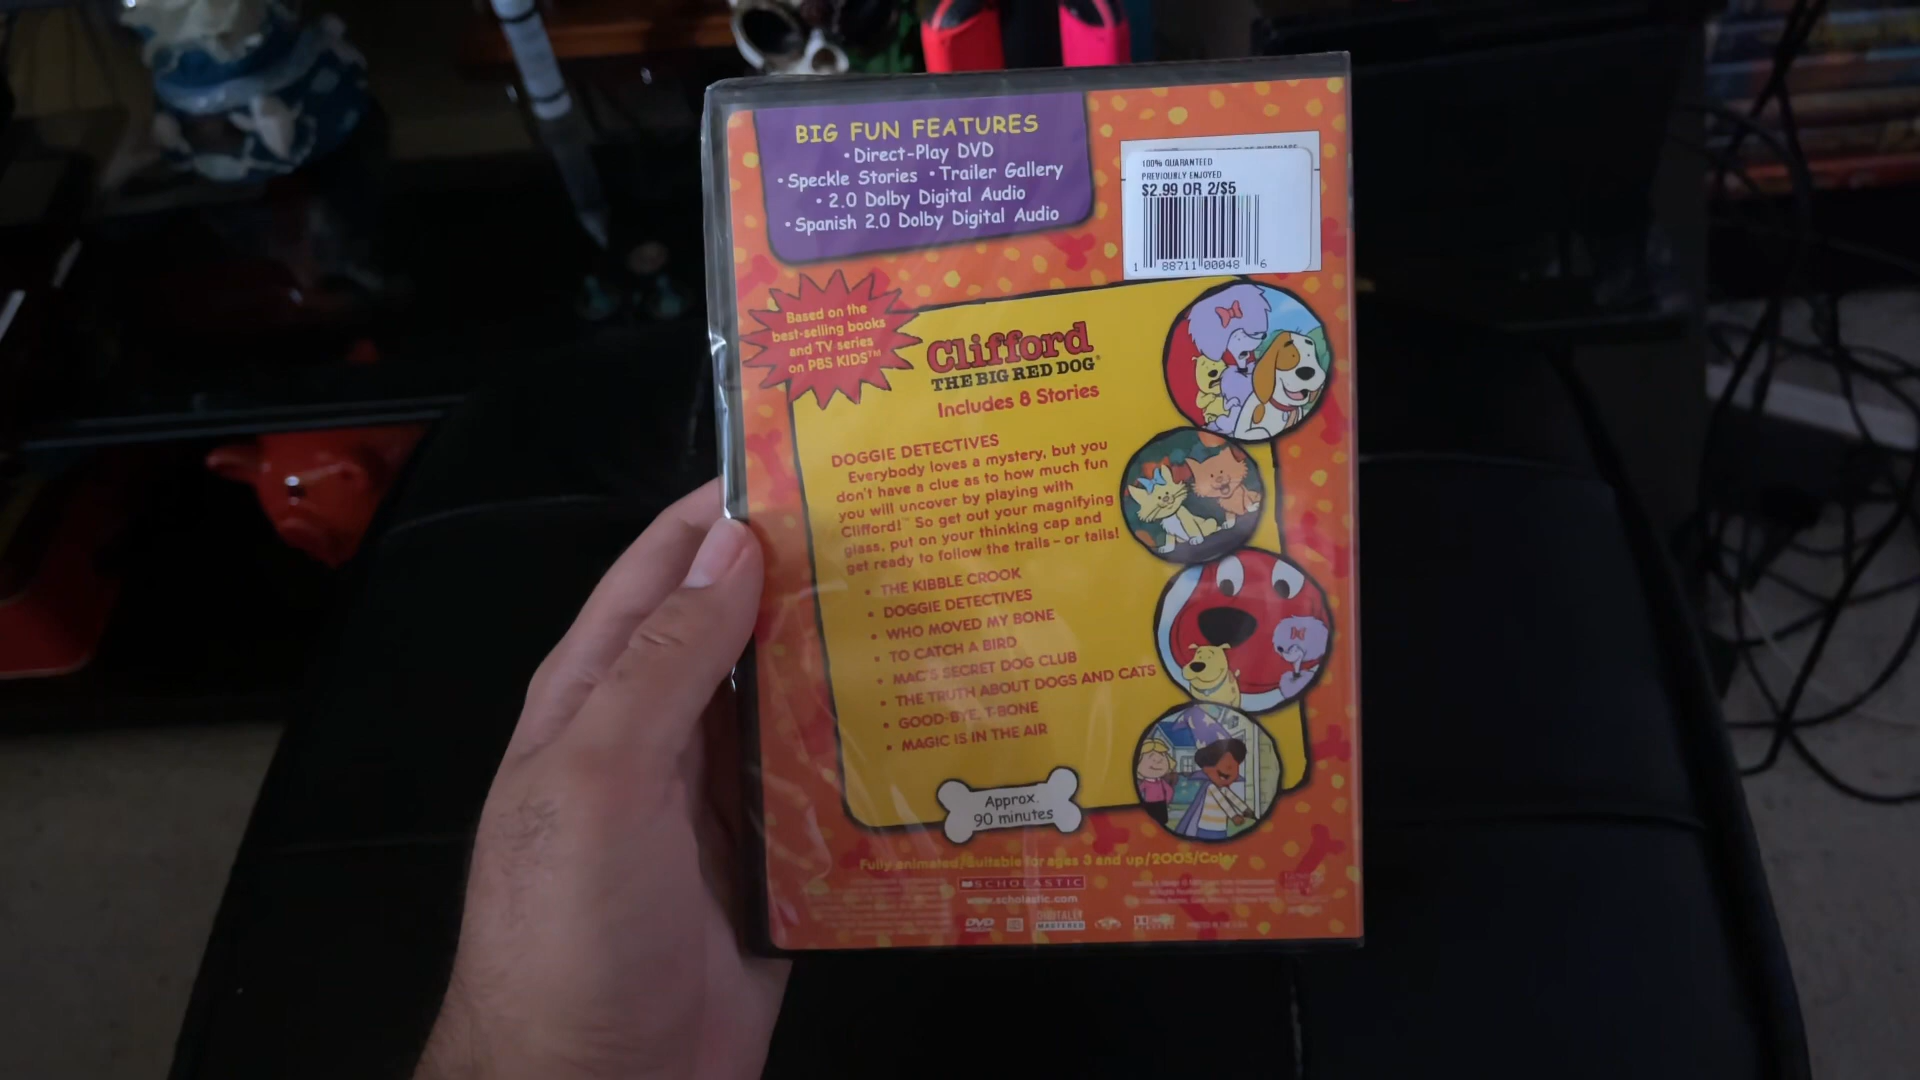 BIG FUN FEATURES
• Direct-Play DVD
• Speckle Stories • Trailer Gallery
• 2.0 Dolby Digital Audio
• Spanish 2.0 Dolby Digital Audio
100% GUARANTEED
PREVIOUSLY ENJOYED
$2.99 OR 2/$5
1 88711 00048 6
Based on the
best-selling books
and TV series
on PBS KIDS™
Clifford
THE BIG RED DOG®
Includes 8 Stories
DOGGIE DETECTIVES
Everybody loves a mystery, but you
don't have a clue as to how much fun
you will uncover by playing with
Clifford!™ So get out your magnifying
glass, put on your thinking cap and
get ready to follow the trails – or tails!
• THE KIBBLE CROOK
• DOGGIE DETECTIVES
• WHO MOVED MY BONE
• TO CATCH A BIRD
• MAC'S SECRET DOG CLUB
• THE TRUTH ABOUT DOGS AND CATS
• GOOD-BYE, T-BONE
• MAGIC IS IN THE AIR
Approx.
90 minutes
Fully animated/Suitable for ages 3 and up/2003/Color
SCHOLASTIC
www.scholastic.com
DVD
DIGITALLY
MASTERED